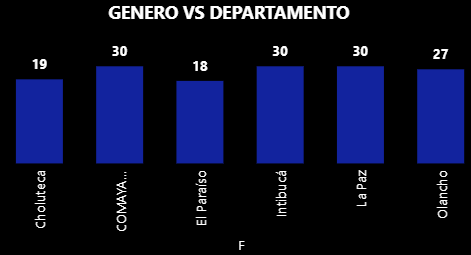 GENERO VS DEPARTAMENTO
19
30
18
30
30
27
Choluteca
COMAYA...
El Paraíso
Intibucá
La Paz
Olancho
F